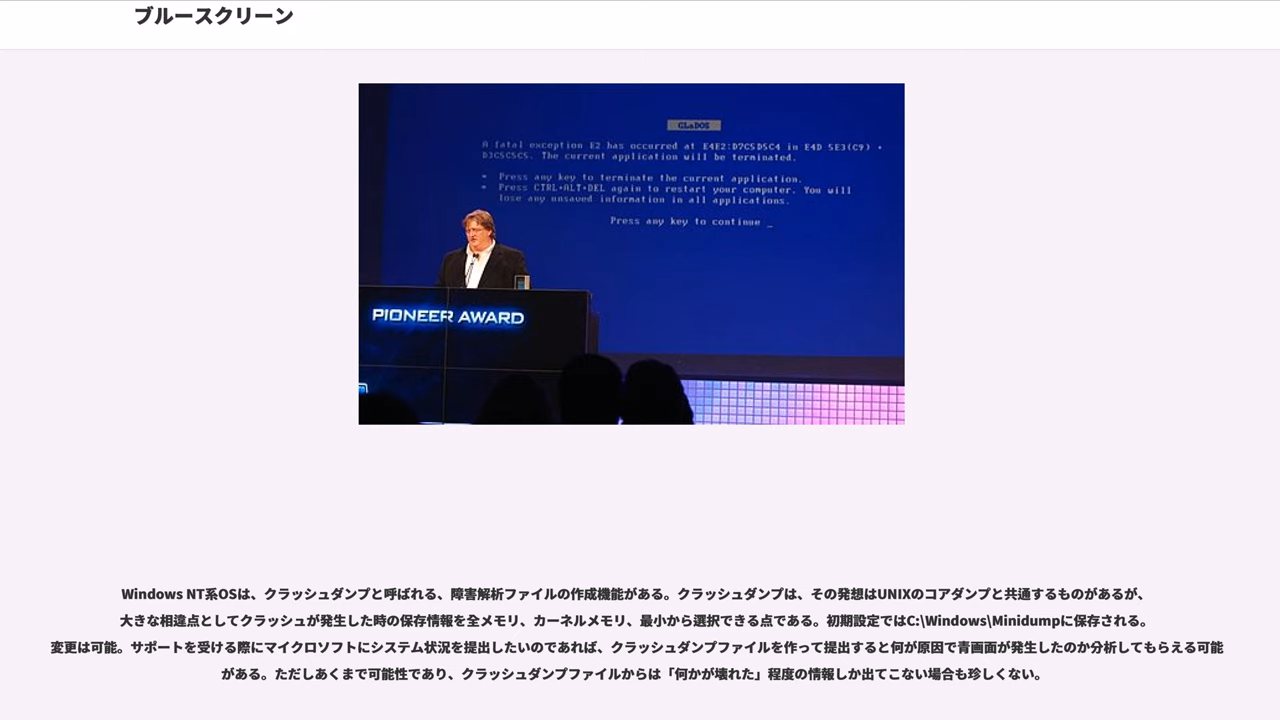 ブルースクリーン
GLaDOS
A fatal exception E2 has occurred at E4E2:D7C5D5C4 in E4D 5E3(C9) +
D3C5C5C5. The current application will be terminated.
* Press any key to terminate the current application.
* Press CTRL+ALT+DEL again to restart your computer. You will
lose any unsaved information in all applications.
Press any key to continue _
PIONEER AWARD
Windows NT系OSは、クラッシュダンプと呼ばれる、障害解析ファイルの作成機能がある。クラッシュダンプは、その発想はUNIXのコアダンプと共通するものがあるが、
大きな相違点としてクラッシュが発生した時の保存情報を全メモリ、カーネルメモリ、最小から選択できる点である。初期設定ではC:\Windows\Minidumpに保存される。
変更は可能。サポートを受ける際にマイクロソフトにシステム状況を提出したいのであれば、クラッシュダンプファイルを作って提出すると何が原因で青画面が発生したのか分析してもらえる可能
がある。ただしあくまで可能性であり、クラッシュダンプファイルからは「何かが壊れた」程度の情報しか出てこない場合も珍しくない。